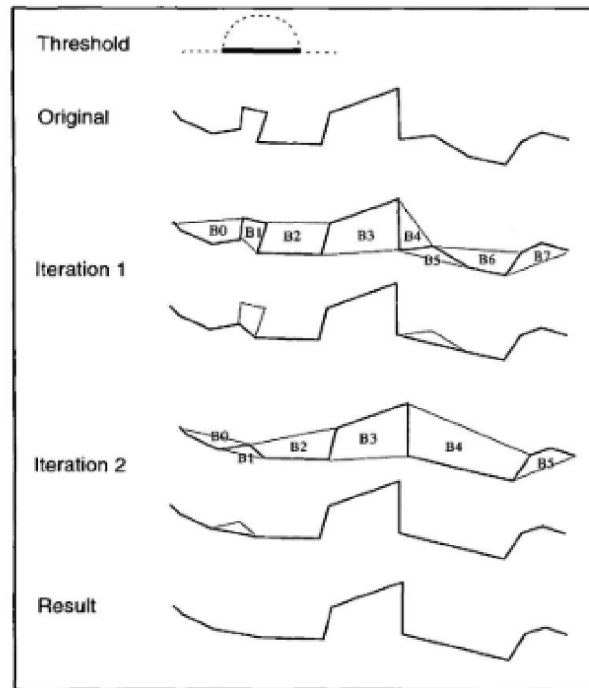 Threshold
Original
B0 B1 B2 B3 B4 B5 B6 B7
Iteration 1
B0 B1 B2 B3 B4 B5
Iteration 2
Result